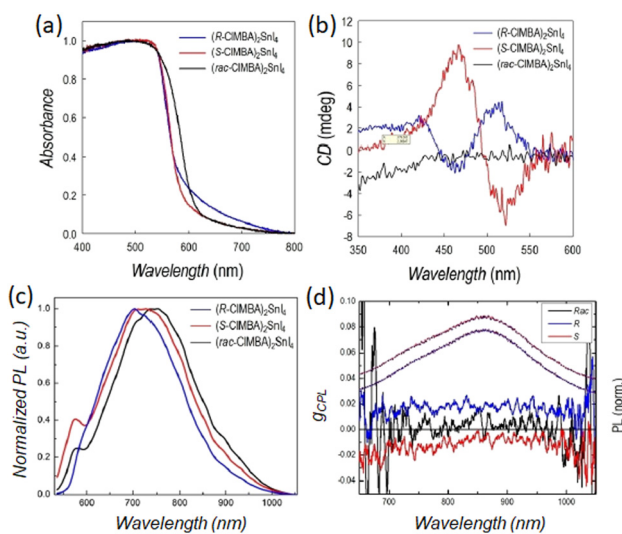 (a)
(R-ClMBA)₂SnI₄
(S-ClMBA)₂SnI₄
(rac-ClMBA)₂SnI₄
1.0
0.8
0.6
0.4
0.2
0.0
Absorbance
400 500 600 700 800
Wavelength (nm)
(b)
(R-ClMBA)₂SnI₄
(S-ClMBA)₂SnI₄
(rac-ClMBA)₂SnI₄
12
10
8
6
4
2
0
-2
-4
-6
-8
CD (mdeg)
350 400 450 500 550 600
Wavelength (nm)
(c)
(R-ClMBA)₂SnI₄
(S-ClMBA)₂SnI₄
(rac-ClMBA)₂SnI₄
1.0
0.8
0.6
0.4
0.2
0.0
Normalized PL (a.u.)
600 700 800 900 1000
Wavelength (nm)
(d)
Rac
R
S
0.10
0.08
0.06
0.04
0.02
0.00
-0.02
-0.04
gCPL
PL (norm.)
700 800 900 1000
Wavelength (nm)